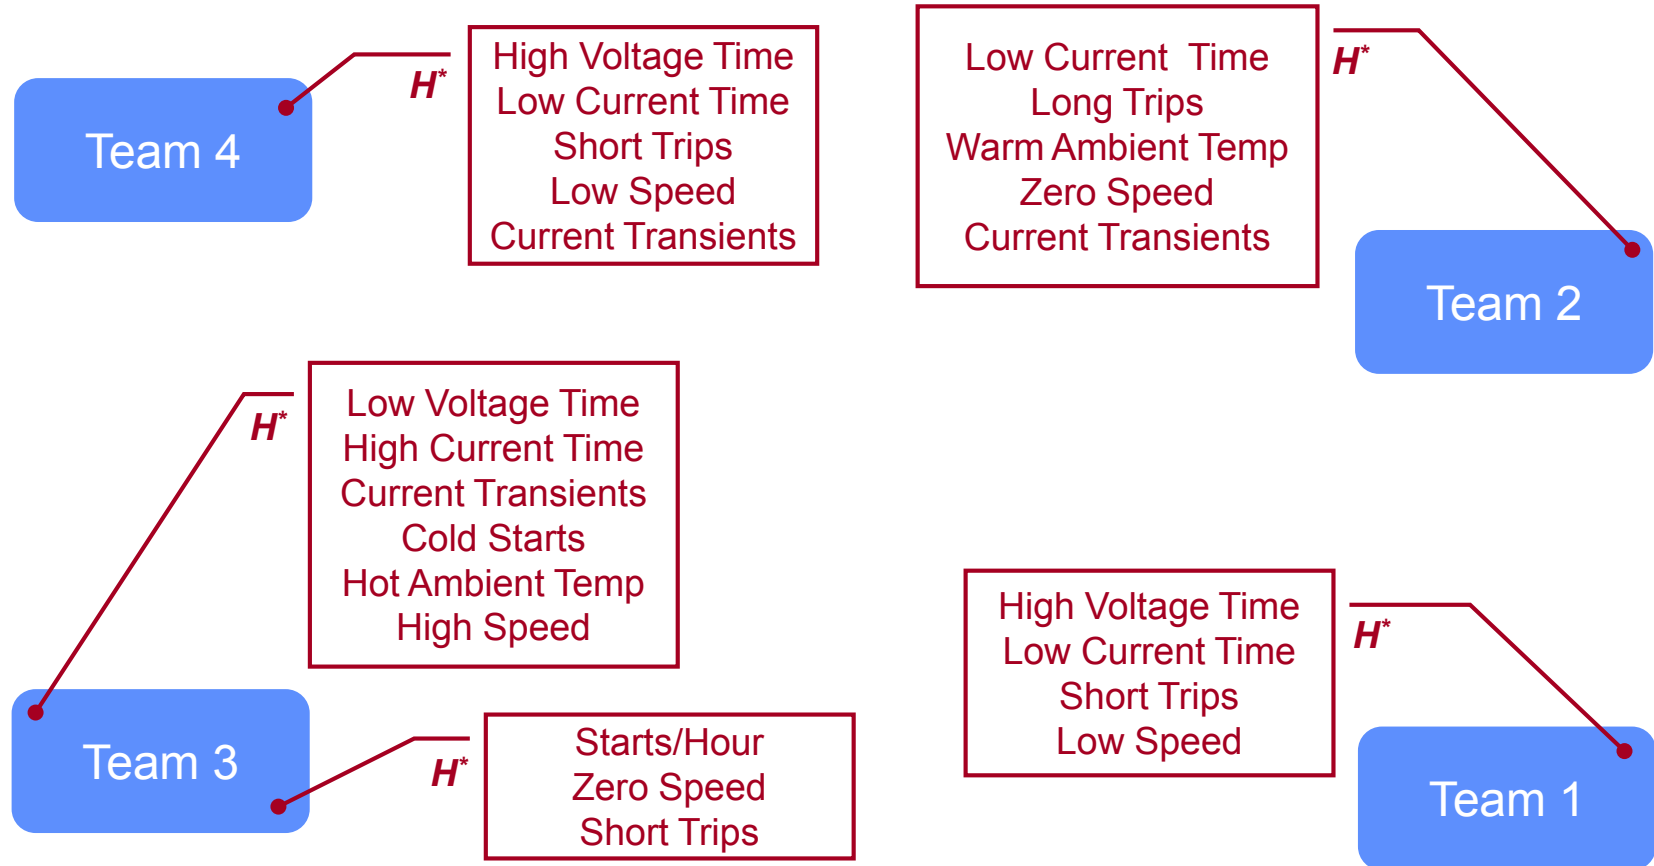 Team 4
H*
High Voltage Time
Low Current Time
Short Trips
Low Speed
Current Transients
Low Current Time
Long Trips
Warm Ambient Temp
Zero Speed
Current Transients
H*
Team 2
H*
Low Voltage Time
High Current Time
Current Transients
Cold Starts
Hot Ambient Temp
High Speed
Team 3
H*
Starts/Hour
Zero Speed
Short Trips
High Voltage Time
Low Current Time
Short Trips
Low Speed
H*
Team 1